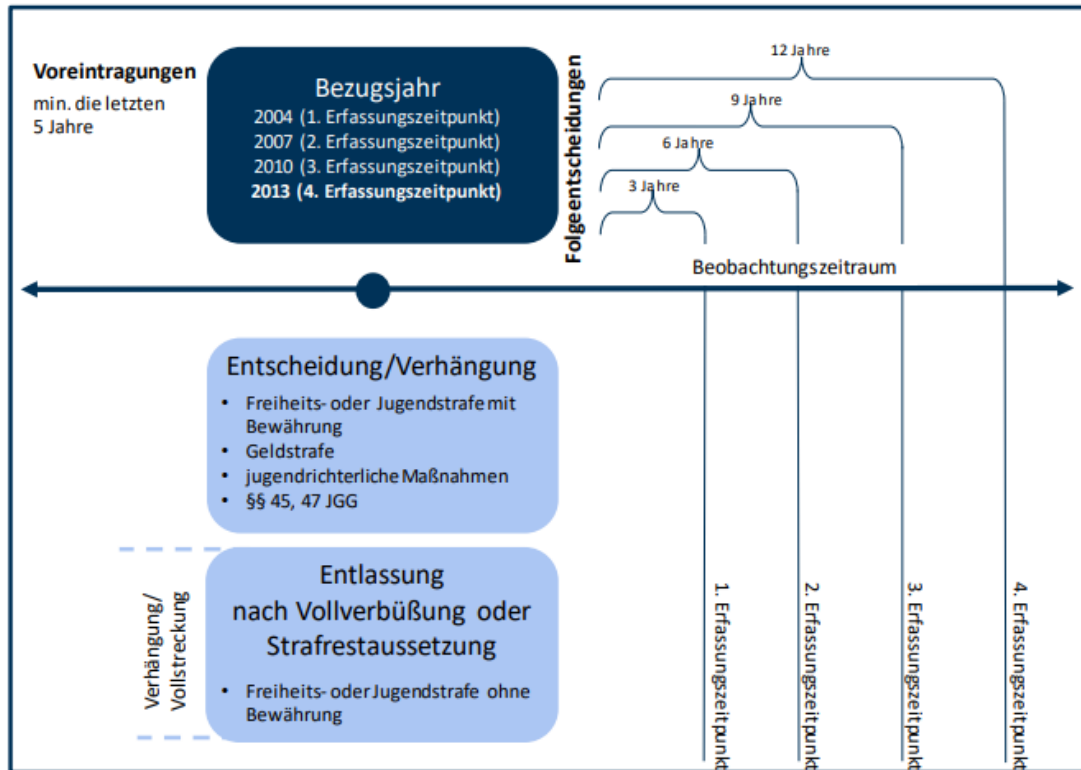 Voreintragungen
min. die letzten
5 Jahre
Bezugsjahr
2004 (1. Erfassungszeitpunkt)
2007 (2. Erfassungszeitpunkt)
2010 (3. Erfassungszeitpunkt)
2013 (4. Erfassungszeitpunkt)
Folgeentscheidungen
12 Jahre
9 Jahre
6 Jahre
3 Jahre
Beobachtungszeitraum
Entscheidung/Verhängung
• Freiheits- oder Jugendstrafe mit
Bewährung
• Geldstrafe
• jugendrichterliche Maßnahmen
• §§ 45, 47 JGG
Verhängung/
Vollstreckung
Entlassung
nach Vollverbüßung oder
Strafrestaussetzung
• Freiheits- oder Jugendstrafe ohne
Bewährung
1. Erfassungszeitpunkt
2. Erfassungszeitpunkt
3. Erfassungszeitpunkt
4. Erfassungszeitpunkt